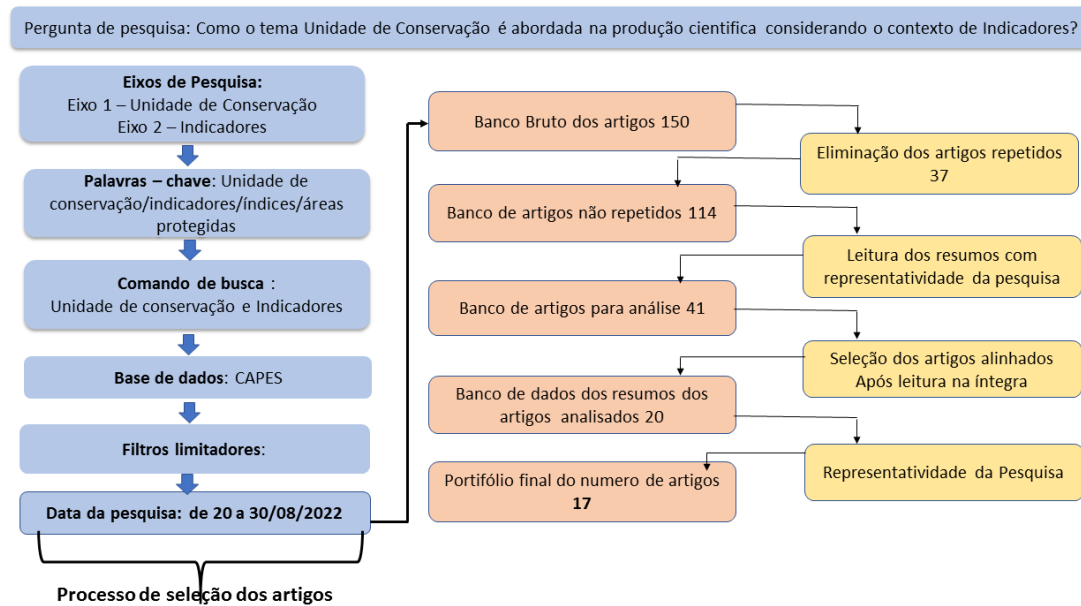 Pergunta de pesquisa: Como o tema Unidade de Conservação é abordada na produção cientifica considerando o contexto de Indicadores?
Eixos de Pesquisa:
Eixo 1 – Unidade de Conservação
Eixo 2 – Indicadores
Palavras – chave: Unidade de
conservação/indicadores/índices/áreas
protegidas
Comando de busca :
Unidade de conservação e Indicadores
Base de dados: CAPES
Filtros limitadores:
Data da pesquisa: de 20 a 30/08/2022
Processo de seleção dos artigos
Banco Bruto dos artigos 150
Eliminação dos artigos repetidos
37
Banco de artigos não repetidos 114
Leitura dos resumos com
representatividade da pesquisa
Banco de artigos para análise 41
Seleção dos artigos alinhados
Após leitura na íntegra
Banco de dados dos resumos dos
artigos analisados 20
Representatividade da Pesquisa
Portifólio final do numero de artigos
17